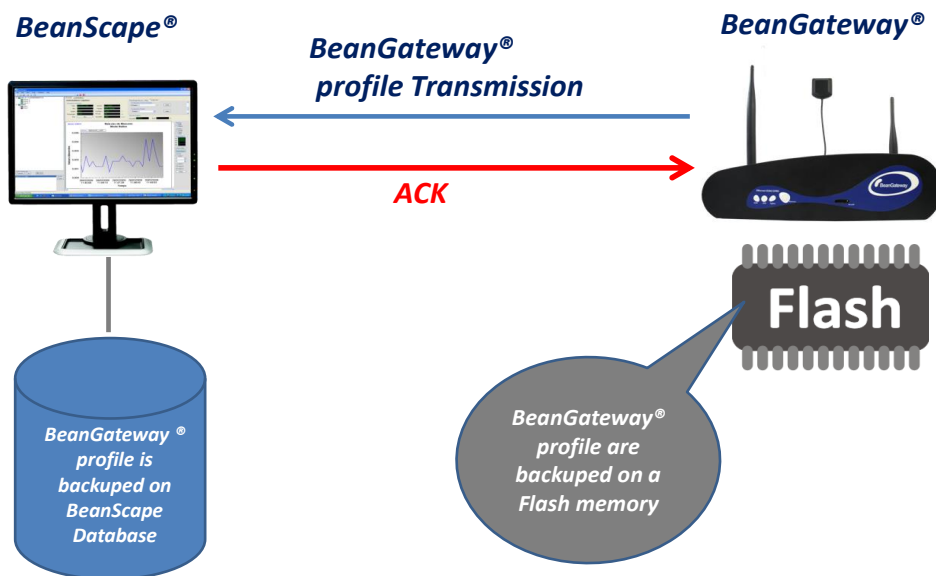 BeanScape®
BeanGateway®
profile Transmission
BeanGateway®
ACK
BeanGateway
Flash
BeanGateway ®
profile is
backuped on
BeanScape
Database
BeanGateway®
profile are
backuped on a
Flash memory